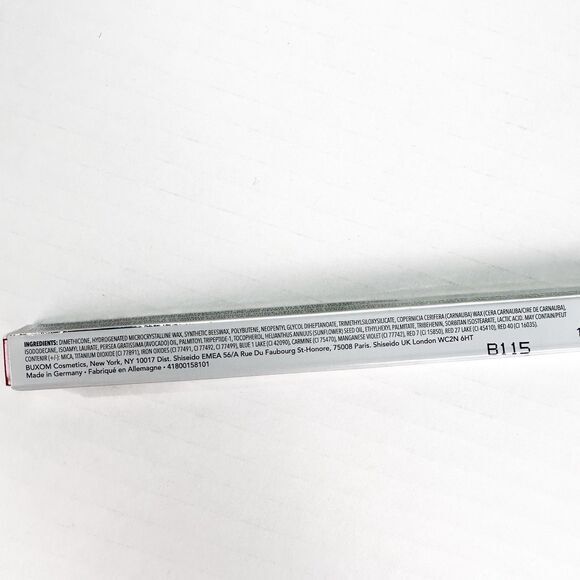 INGREDIENTS: DIMETHICONE, HYDROGENATED MICROCRYSTALLINE WAX, SYNTHETIC BEESWAX, POLYBUTENE, NEOPENTYL GLYCOL DIHEPTANOATE, TRIMETHYLSILOXYSILICATE, COPERNICIA CERIFERA (CARNAUBA) WAX (CERA CARNAUBA/CIRE DE CARNAUBA),
ISODODECANE, ISOAMYL LAURATE, PERSEA GRATISSIMA (AVOCADO) OIL, PALMITOYL TRIPEPTIDE-1, TOCOPHEROL, HELIANTHUS ANNUUS (SUNFLOWER) SEED OIL, ETHYLHEXYL PALMITATE, TRIBEHENIN, SORBITAN ISOSTEARATE, LACTIC ACID. MAY CONTAIN/PEUT
CONTENIR (+/-): MICA, TITANIUM DIOXIDE (CI 77891), IRON OXIDES (CI 77491, CI 77492, CI 77499), BLUE 1 LAKE (CI 42090), CARMINE (CI 75470), MANGANESE VIOLET (CI 77742), RED 7 (CI 15850), RED 27 LAKE (CI 45410), RED 40 (CI 16035).
BUXOM Cosmetics, New York, NY 10017 Dist. Shiseido EMEA 56/A Rue Du Faubourg St-Honore, 75008 Paris. Shiseido UK London WC2N 6HT
Made in Germany • Fabriqué en Allemagne • 41800158101
B115